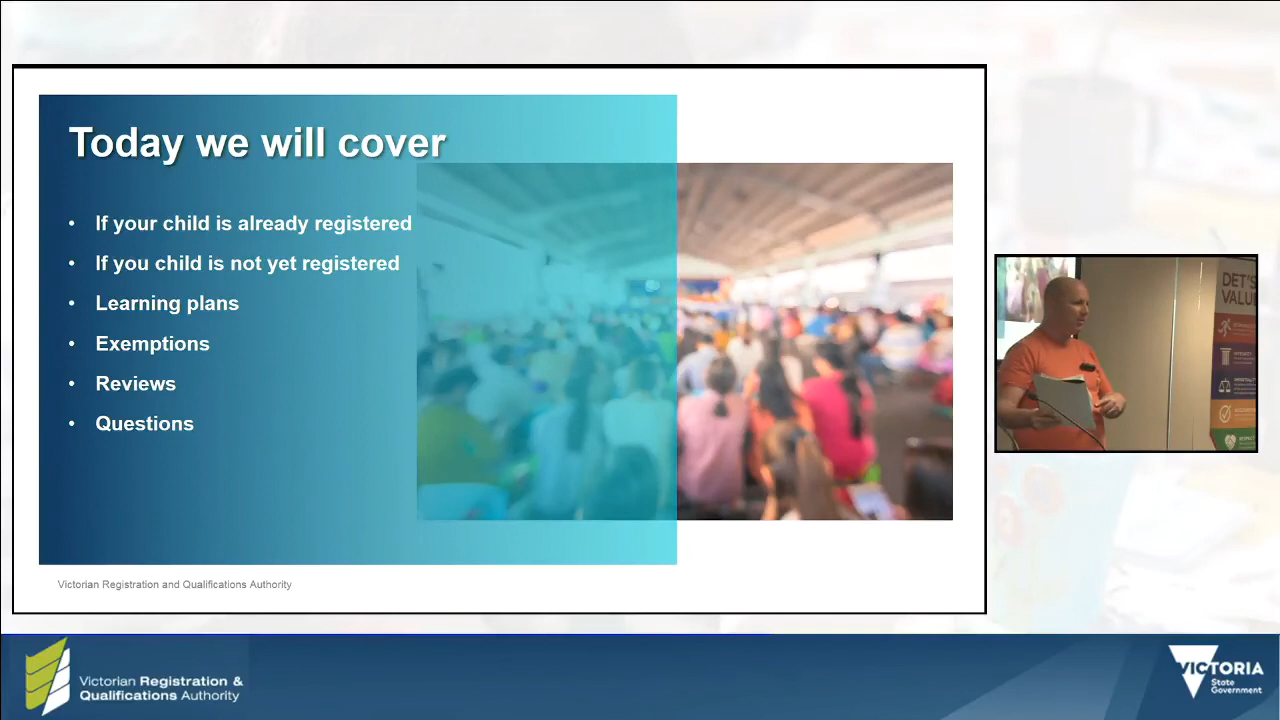 Today we will cover
• If your child is already registered
• If you child is not yet registered
• Learning plans
• Exemptions
• Reviews
• Questions
Victorian Registration and Qualifications Authority
DET'S
Victorian Registration &
Qualifications Authority
VICTORIA
State
Government